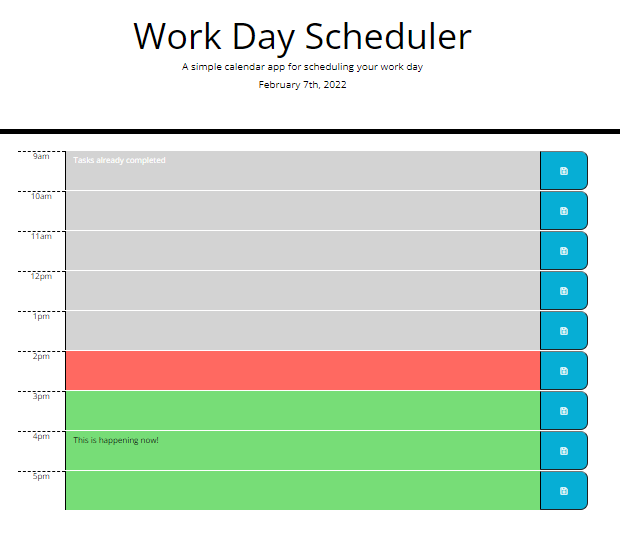 Work Day Scheduler
A simple calendar app for scheduling your work day
February 7th, 2022
9am
Tasks already completed
10am
11am
12pm
1pm
2pm
3pm
4pm
This is happening now!
5pm